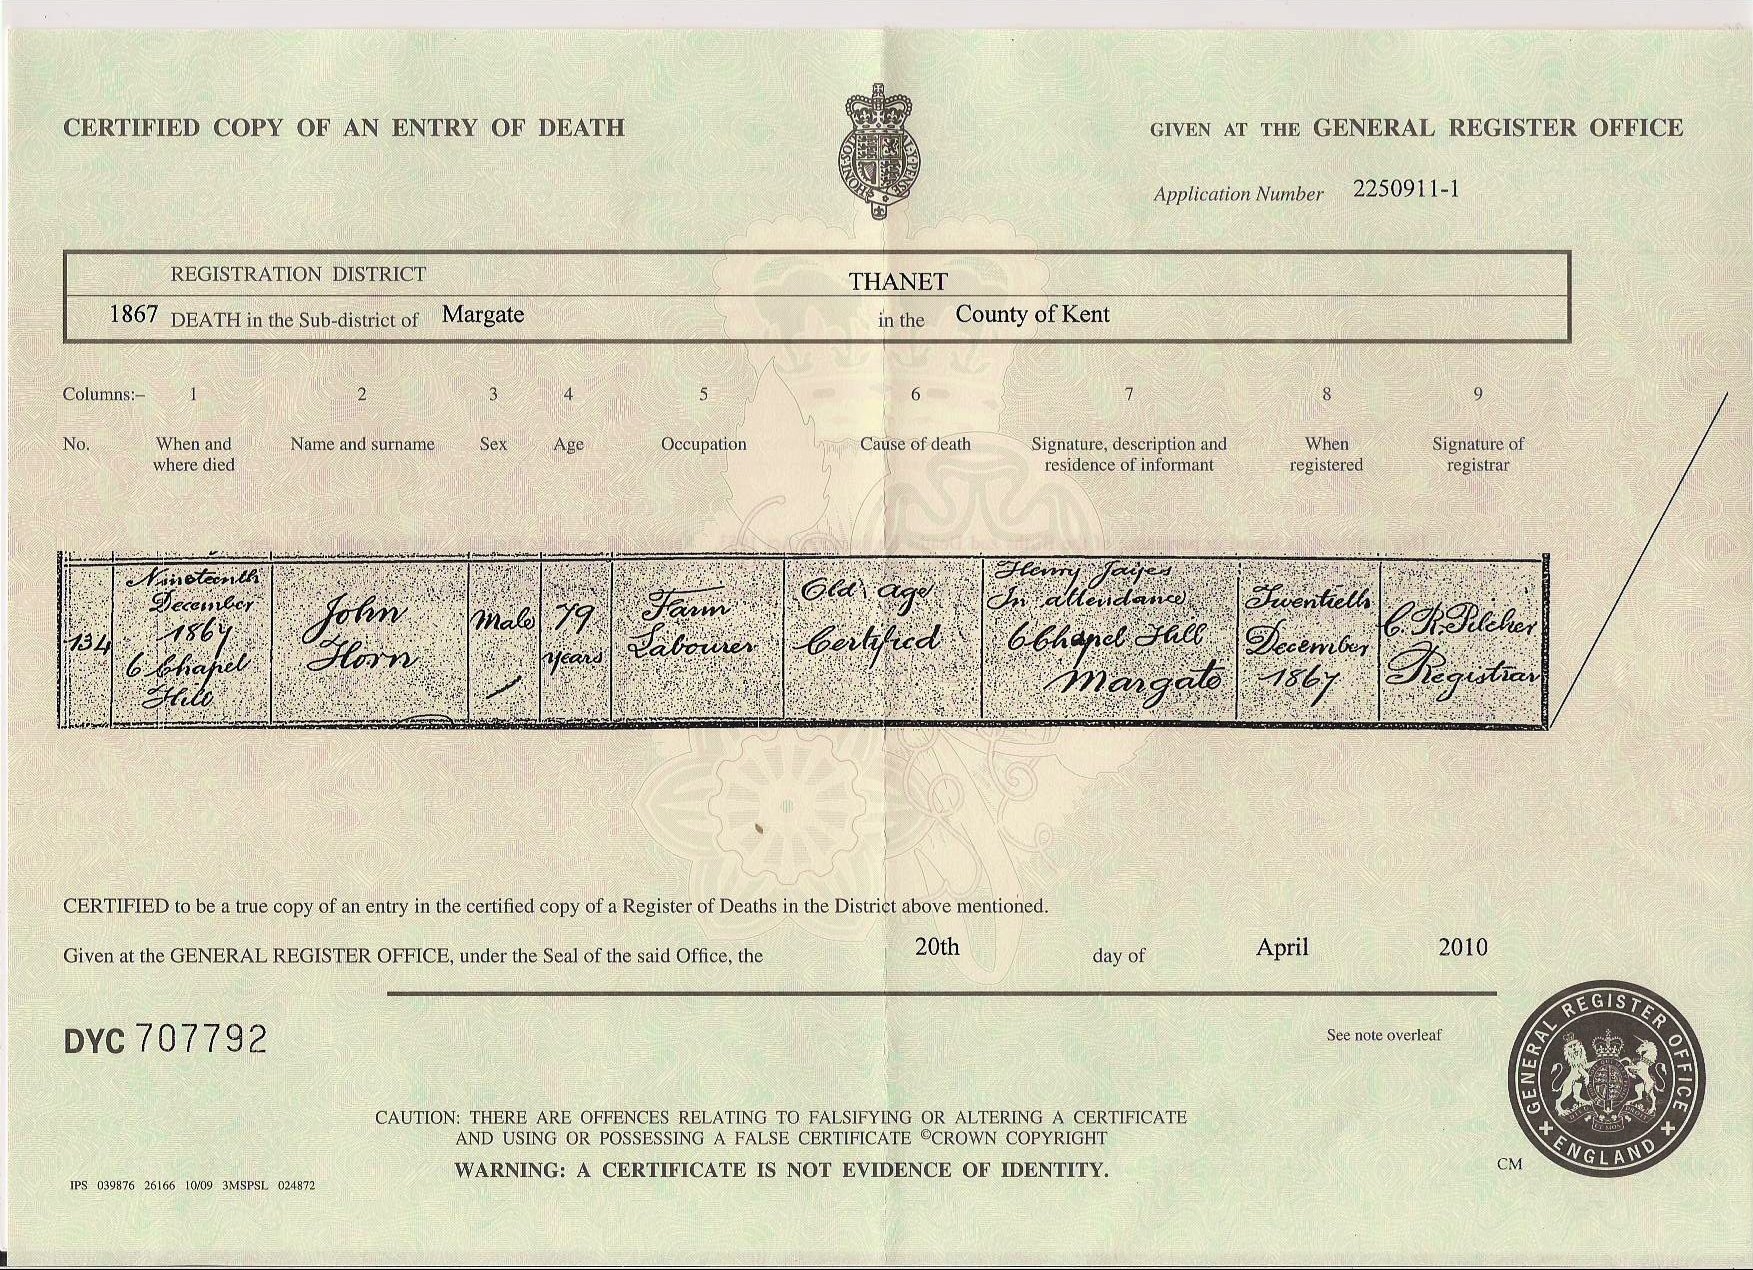 CERTIFIED COPY OF AN ENTRY OF DEATH
GIVEN AT THE GENERAL REGISTER OFFICE
Application Number 2250911-1
REGISTRATION DISTRICT THANET
1867 DEATH in the Sub-district of Margate in the County of Kent
Columns:- 1 2 3 4 5 6 7 8 9
No. When and where died Name and surname Sex Age Occupation Cause of death Signature, description and residence of informant When registered Signature of registrar
134
Nineteenth
December
1867
6 Chapel
Hill
John
Horn
Male
79
years
Farm
Labourer
Old age
Certified
Henry
In attendance
6 Chapel Hill
Margate
Twentieth
December
1867
C. R. Pilcher
Registrar
CERTIFIED to be a true copy of an entry in the certified copy of a Register of Deaths in the District above mentioned.
Given at the GENERAL REGISTER OFFICE, under the Seal of the said Office, the 20th day of April 2010
DYC 707792
See note overleaf
GENERAL REGISTER OFFICE
ENGLAND
CAUTION: THERE ARE OFFENCES RELATING TO FALSIFYING OR ALTERING A CERTIFICATE
AND USING OR POSSESSING A FALSE CERTIFICATE ©CROWN COPYRIGHT
WARNING: A CERTIFICATE IS NOT EVIDENCE OF IDENTITY.
CM
IPS 039876 26166 10/09 3MSPSL 024872